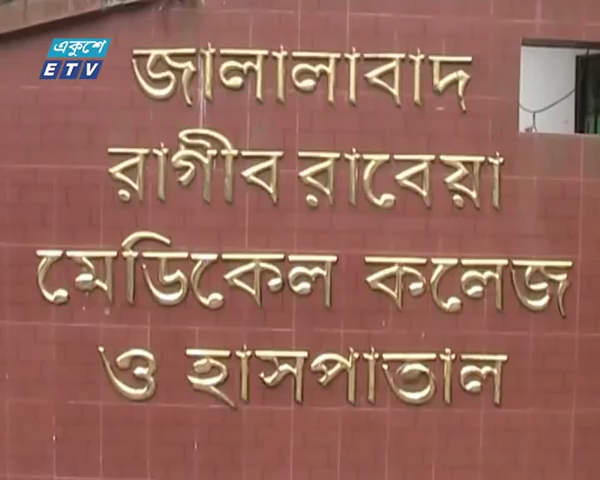 একুশে
ETV
জালালাবাদ
রাগীব রাবেয়া
মেডিকেল কলেজ
ও হাসপাতাল